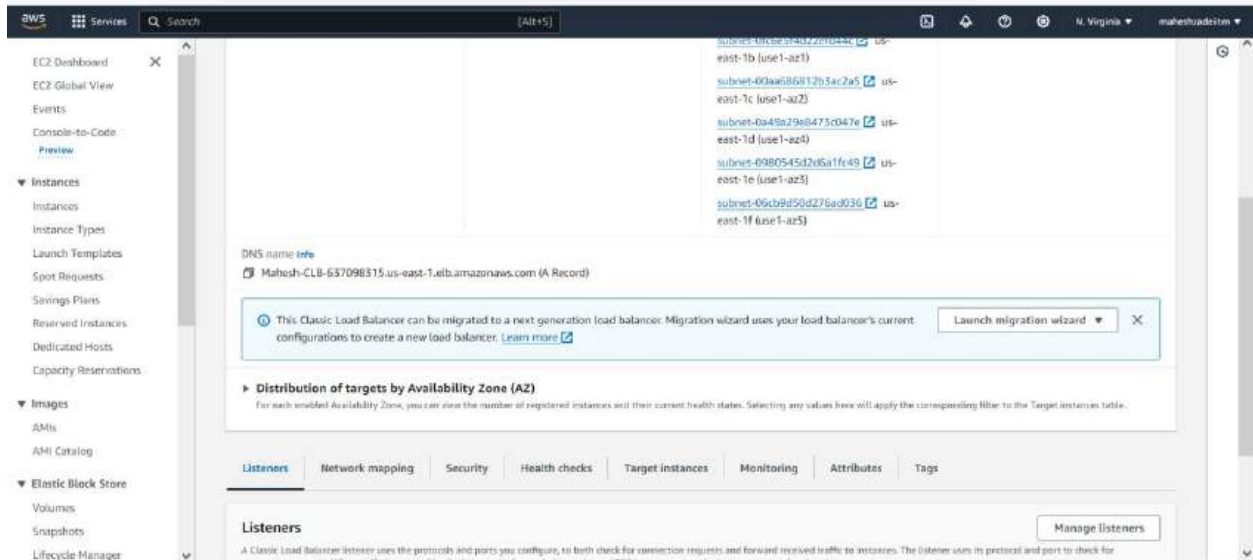 aws Services Search [Alt+S] N. Virginia maheshuadeitm
EC2 Dashboard
EC2 Global View
Events
Console-to-Code
Preview
Instances
Instances
Instance Types
Launch Templates
Spot Requests
Savings Plans
Reserved Instances
Dedicated Hosts
Capacity Reservations
Images
AMIs
AMI Catalog
Elastic Block Store
Volumes
Snapshots
Lifecycle Manager
us-
east-1b (use1-az1)
subnet-00aa686812b3ac2a5 us-
east-1c (use1-az2)
subnet-0a49a29e8473c047e us-
east-1d (use1-az4)
subnet-0980545d2d6a1fc49 us-
east-1e (use1-az3)
subnet-06cb9d50d276ad036 us-
east-1f (use1-az5)
DNS name Info
Mahesh-CLB-637098315.us-east-1.elb.amazonaws.com (A Record)
This Classic Load Balancer can be migrated to a next generation load balancer. Migration wizard uses your load balancer's current
configurations to create a new load balancer. Learn more
Launch migration wizard
Distribution of targets by Availability Zone (AZ)
For each enabled Availability Zone, you can view the number of registered instances and their current health states. Selecting any values here will apply the corresponding filter to the Target instances table.
Listeners Network mapping Security Health checks Target instances Monitoring Attributes Tags
Listeners
Manage listeners
A Classic Load Balancer listener uses the protocols and ports you configure, to both check for connection requests and forward received traffic to instances. The listener uses its protocol and port to check for